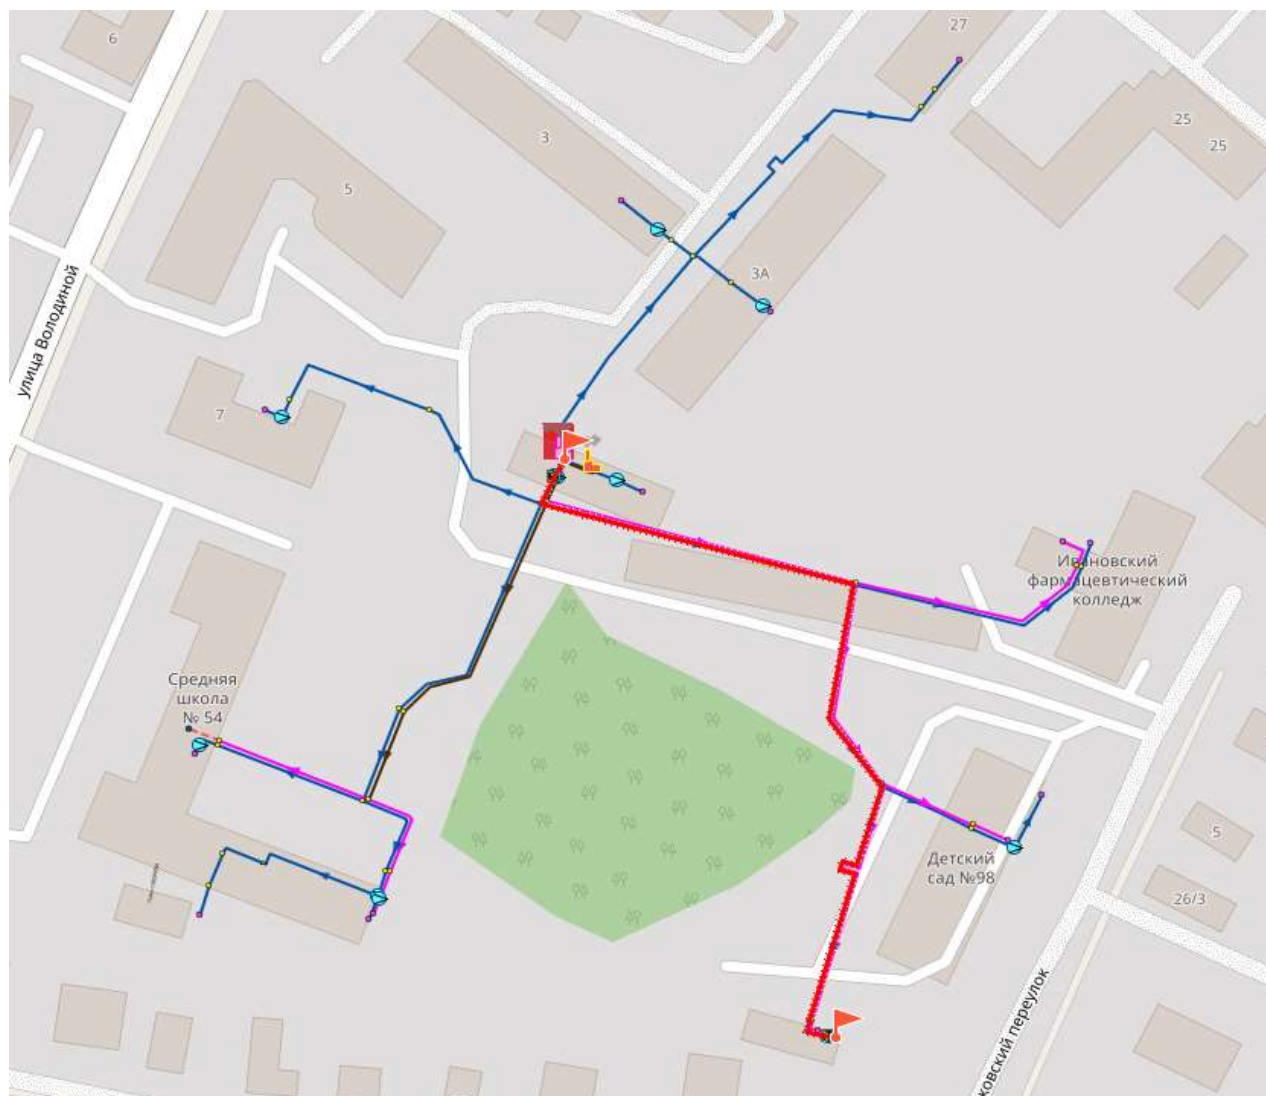 6
27
3
25
25
5
3А
улица Володиной
7
Ивановский
фармацевтический
колледж
Средняя
школа
№ 54
5
Детский
сад №98
26/3
ковский переулок